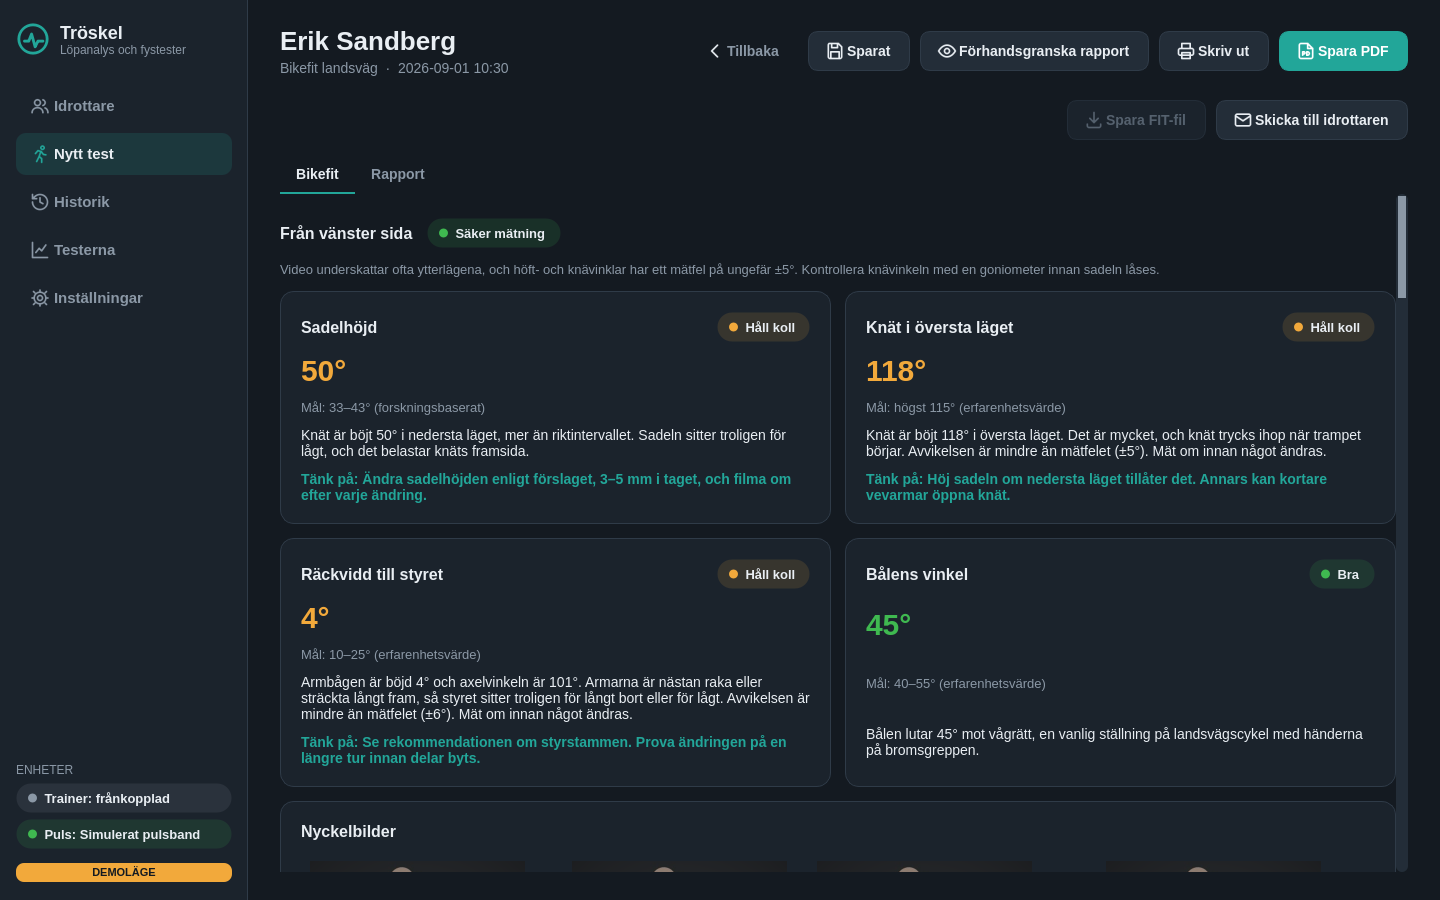 Tröskel
Löpanalys och fystester
Idrottare
Nytt test
Historik
Testerna
Inställningar
ENHETER
Trainer: frånkopplad
Puls: Simulerat pulsband
DEMOLÄGE
Erik Sandberg
Bikefit landsväg · 2026-09-01 10:30
Tillbaka
Sparat
Förhandsgranska rapport
Skriv ut
Spara PDF
Spara FIT-fil
Skicka till idrottaren
Bikefit
Rapport
Från vänster sida
Säker mätning
Video underskattar ofta ytterlägena, och höft- och knävinklar har ett mätfel på ungefär ±5°. Kontrollera knävinkeln med en goniometer innan sadeln låses.
Sadelhöjd
Håll koll
50°
Mål: 33–43° (forskningsbaserat)
Knät är böjt 50° i nedersta läget, mer än riktintervallet. Sadeln sitter troligen för
lågt, och det belastar knäts framsida.
Tänk på: Ändra sadelhöjden enligt förslaget, 3–5 mm i taget, och filma om
efter varje ändring.
Knät i översta läget
Håll koll
118°
Mål: högst 115° (erfarenhetsvärde)
Knät är böjt 118° i översta läget. Det är mycket, och knät trycks ihop när trampet
börjar. Avvikelsen är mindre än mätfelet (±5°). Mät om innan något ändras.
Tänk på: Höj sadeln om nedersta läget tillåter det. Annars kan kortare
vevarmar öppna knät.
Räckvidd till styret
Håll koll
4°
Mål: 10–25° (erfarenhetsvärde)
Armbågen är böjd 4° och axelvinkeln är 101°. Armarna är nästan raka eller
sträckta långt fram, så styret sitter troligen för långt bort eller för lågt. Avvikelsen är
mindre än mätfelet (±6°). Mät om innan något ändras.
Tänk på: Se rekommendationen om styrstammen. Prova ändringen på en
längre tur innan delar byts.
Bålens vinkel
Bra
45°
Mål: 40–55° (erfarenhetsvärde)
Bålen lutar 45° mot vågrätt, en vanlig ställning på landsvägscykel med händerna
på bromsgreppen.
Nyckelbilder